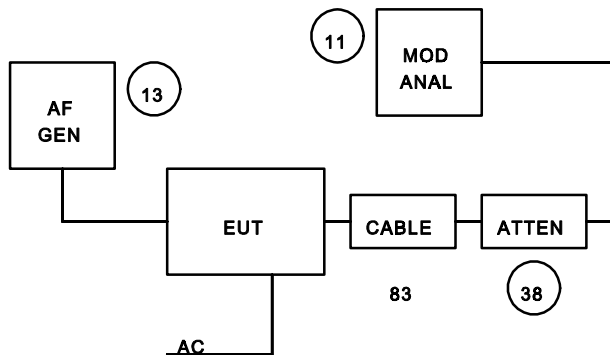 11
MOD
ANAL
AF
GEN
13
EUT
CABLE
ATTEN
83
38
AC